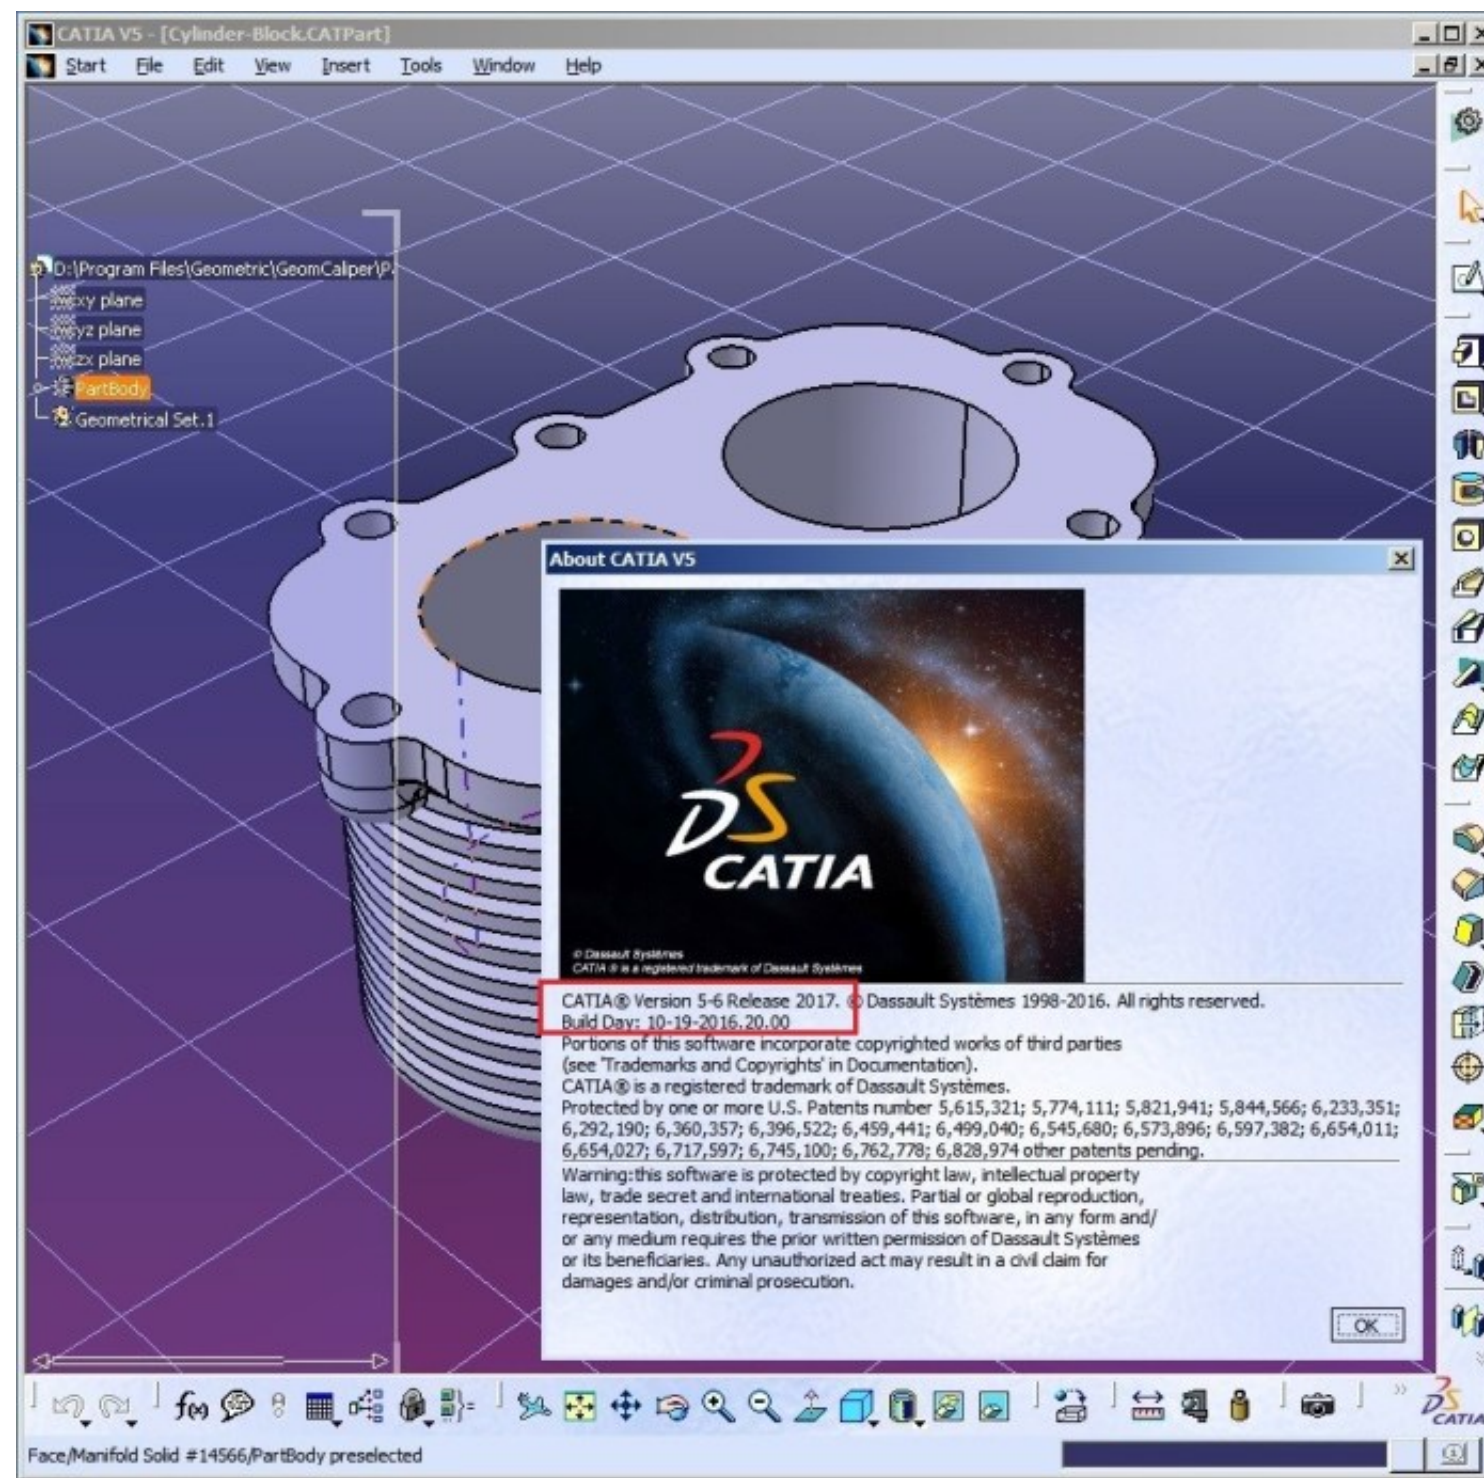 CATIA V5 - [Cylinder-Block.CATPart]
Start File Edit View Insert Tools Window Help
D:\Program Files\Geometric\GeomCaliper\P.
xy plane
yz plane
zx plane
PartBody
Geometrical Set.1
About CATIA V5
DS
CATIA
© Dassault Systèmes
CATIA ® is a registered trademark of Dassault Systèmes
CATIA® Version 5-6 Release 2017. © Dassault Systèmes 1998-2016. All rights reserved.
Build Day: 10-19-2016.20.00
Portions of this software incorporate copyrighted works of third parties
(see 'Trademarks and Copyrights' in Documentation).
CATIA® is a registered trademark of Dassault Systèmes.
Protected by one or more U.S. Patents number 5,615,321; 5,774,111; 5,821,941; 5,844,566; 6,233,351;
6,292,190; 6,360,357; 6,396,522; 6,459,441; 6,499,040; 6,545,680; 6,573,896; 6,597,382; 6,654,011;
6,654,027; 6,717,597; 6,745,100; 6,762,778; 6,828,974 other patents pending.
Warning:this software is protected by copyright law, intellectual property
law, trade secret and international treaties. Partial or global reproduction,
representation, distribution, transmission of this software, in any form and/
or any medium requires the prior written permission of Dassault Systèmes
or its beneficiaries. Any unauthorized act may result in a civil claim for
damages and/or criminal prosecution.
OK
f(x)
DS
CATIA
Face/Manifold Solid #14566/PartBody preselected